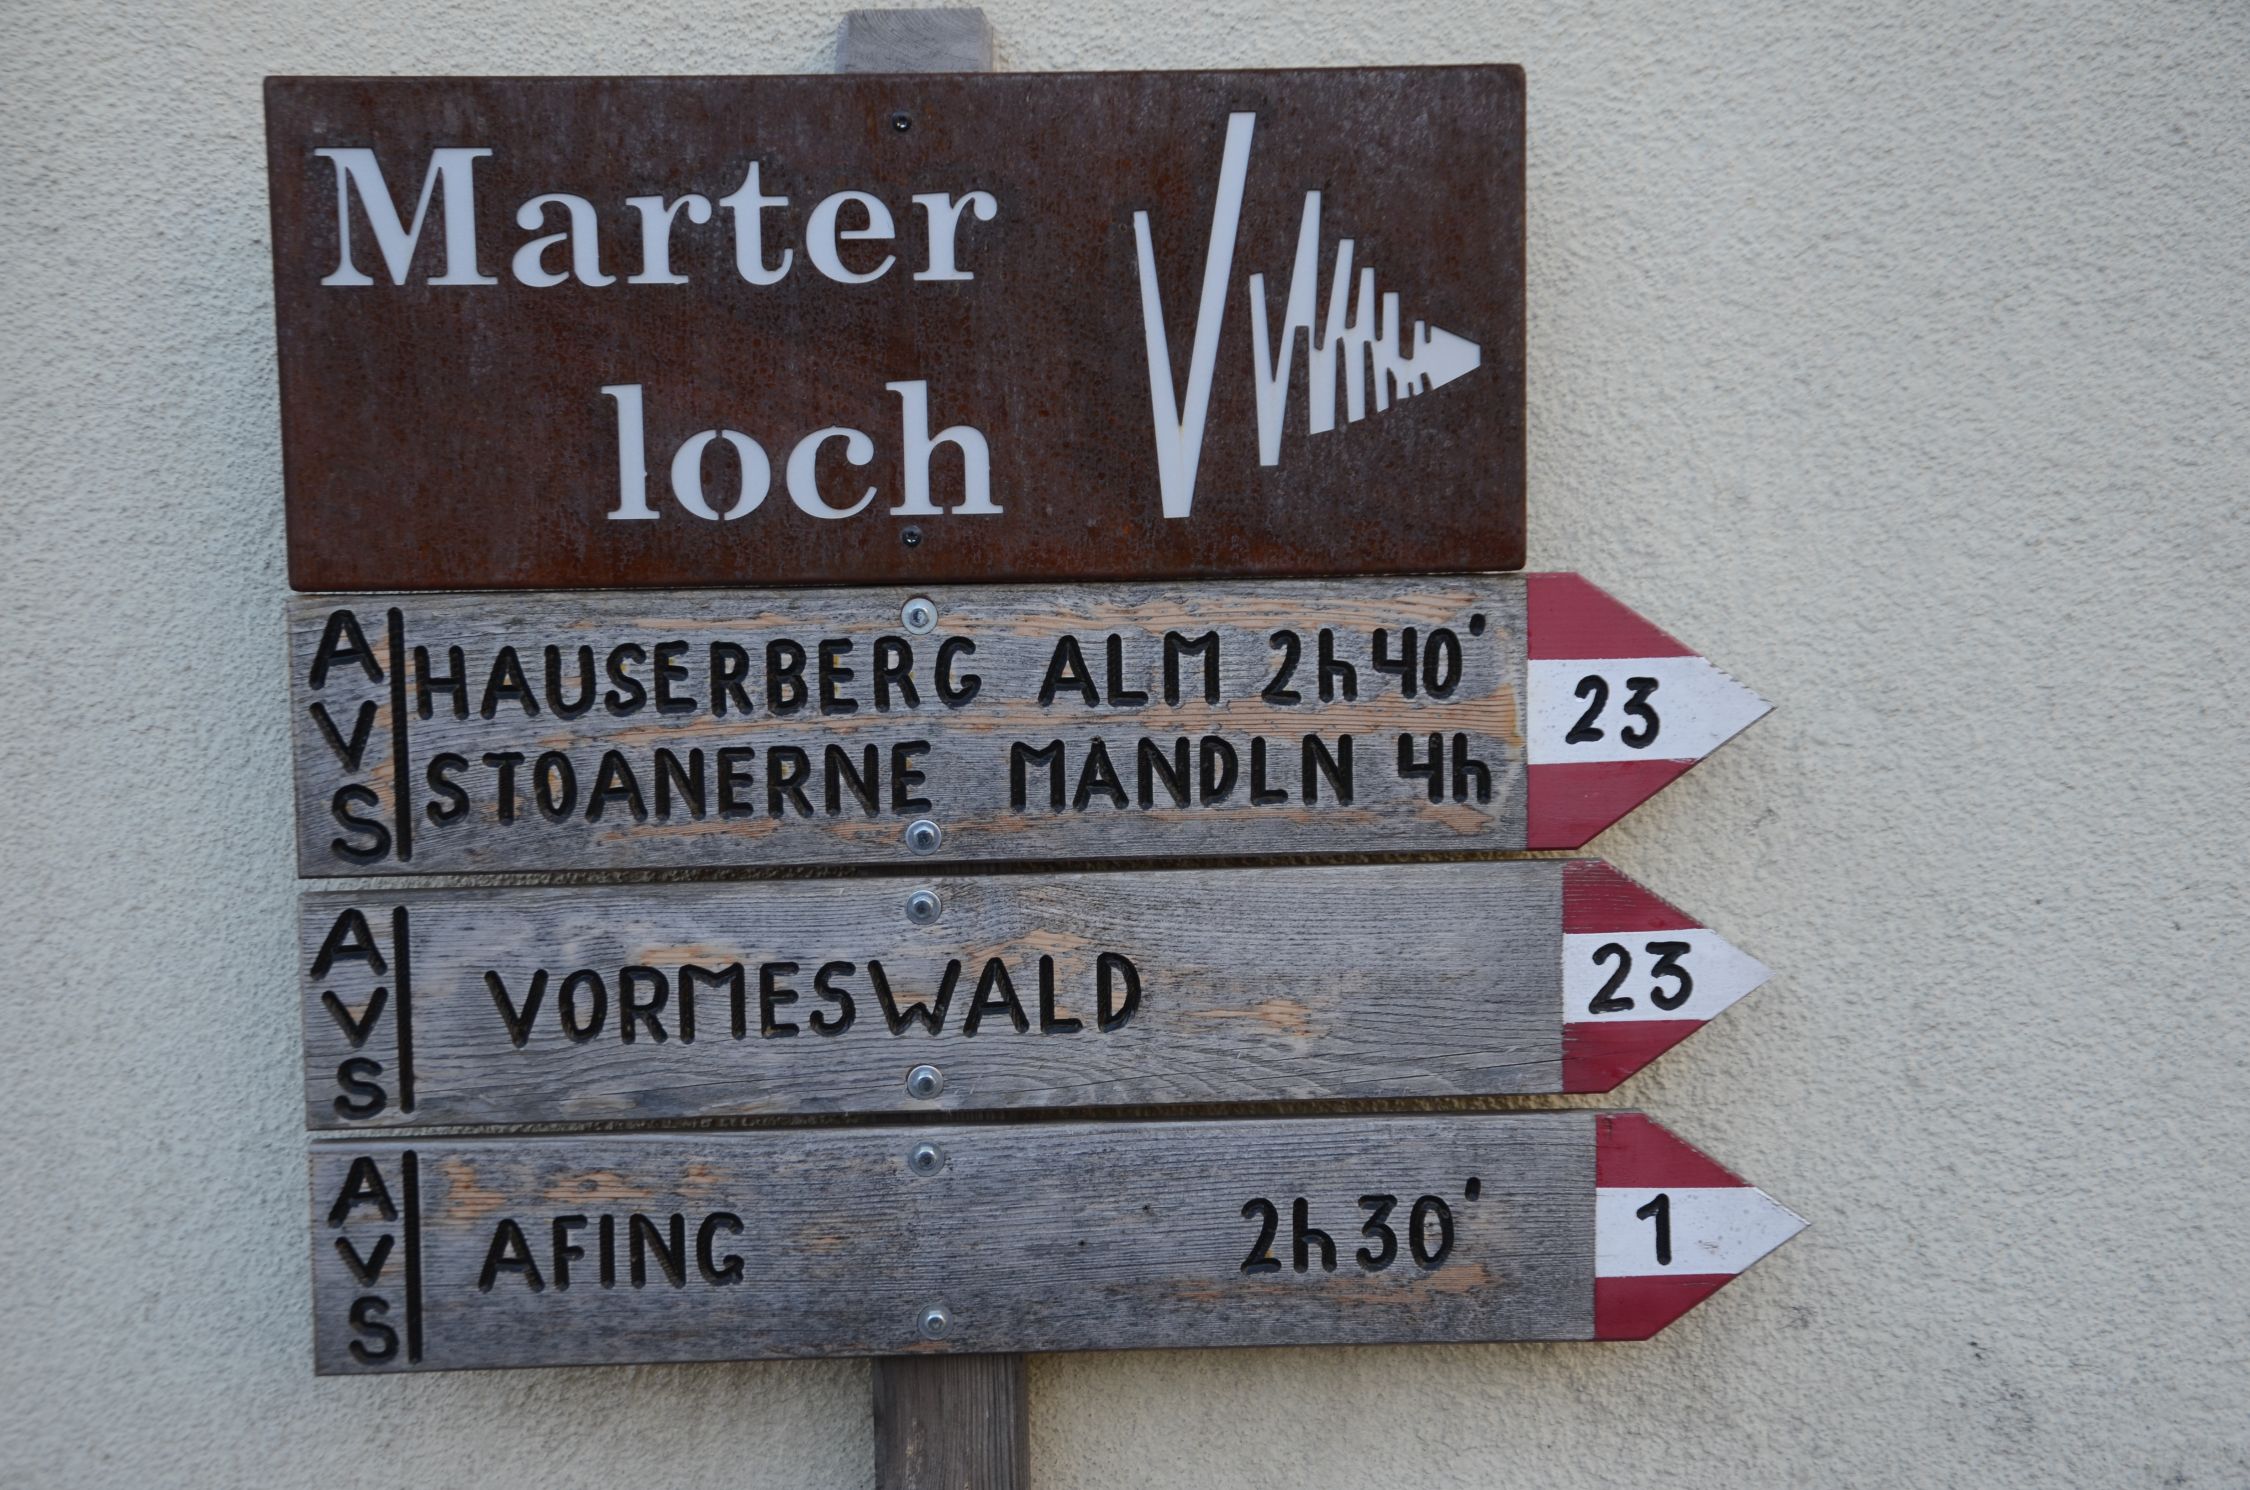 Marter
loch
AVS
HAUSERBERG ALM 2h40'
STOANERNE MANDLN 4h
23
AVS
VORMESWALD
23
AVS
AFING 2h30'
1